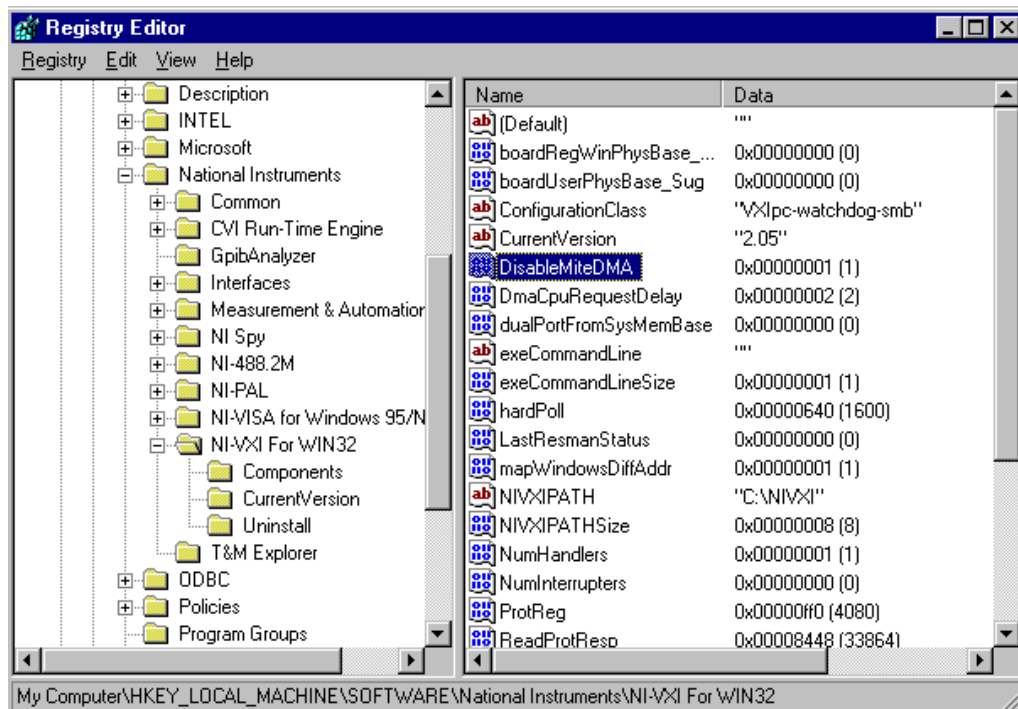 Registry Editor
Registry Edit View Help
Description
INTEL
Microsoft
National Instruments
Common
CVI Run-Time Engine
GpibAnalyzer
Interfaces
Measurement & Automation
NI Spy
NI-488.2M
NI-PAL
NI-VISA for Windows 95/N
NI-VXI For WIN32
Components
CurrentVersion
Uninstall
T&M Explorer
ODBC
Policies
Program Groups
Name Data
ab (Default) ""
boardRegWinPhysBase_... 0x00000000 (0)
boardUserPhysBase_Sug 0x00000000 (0)
ab ConfigurationClass "VXIpc-watchdog-smb"
ab CurrentVersion "2.05"
DisableMiteDMA 0x00000001 (1)
DmaCpuRequestDelay 0x00000002 (2)
dualPortFromSysMemBase 0x00000000 (0)
ab exeCommandLine ""
exeCommandLineSize 0x00000001 (1)
hardPoll 0x00000640 (1600)
LastResmanStatus 0x00000000 (0)
mapWindowsDiffAddr 0x00000001 (1)
ab NIVXIPATH "C:\NIVXI"
NIVXIPATHSize 0x00000008 (8)
NumHandlers 0x00000001 (1)
NumInterrupters 0x00000000 (0)
ProtReg 0x00000ff0 (4080)
ReadProtResp 0x00008448 (33864)
My Computer\HKEY_LOCAL_MACHINE\SOFTWARE\National Instruments\NI-VXI For WIN32